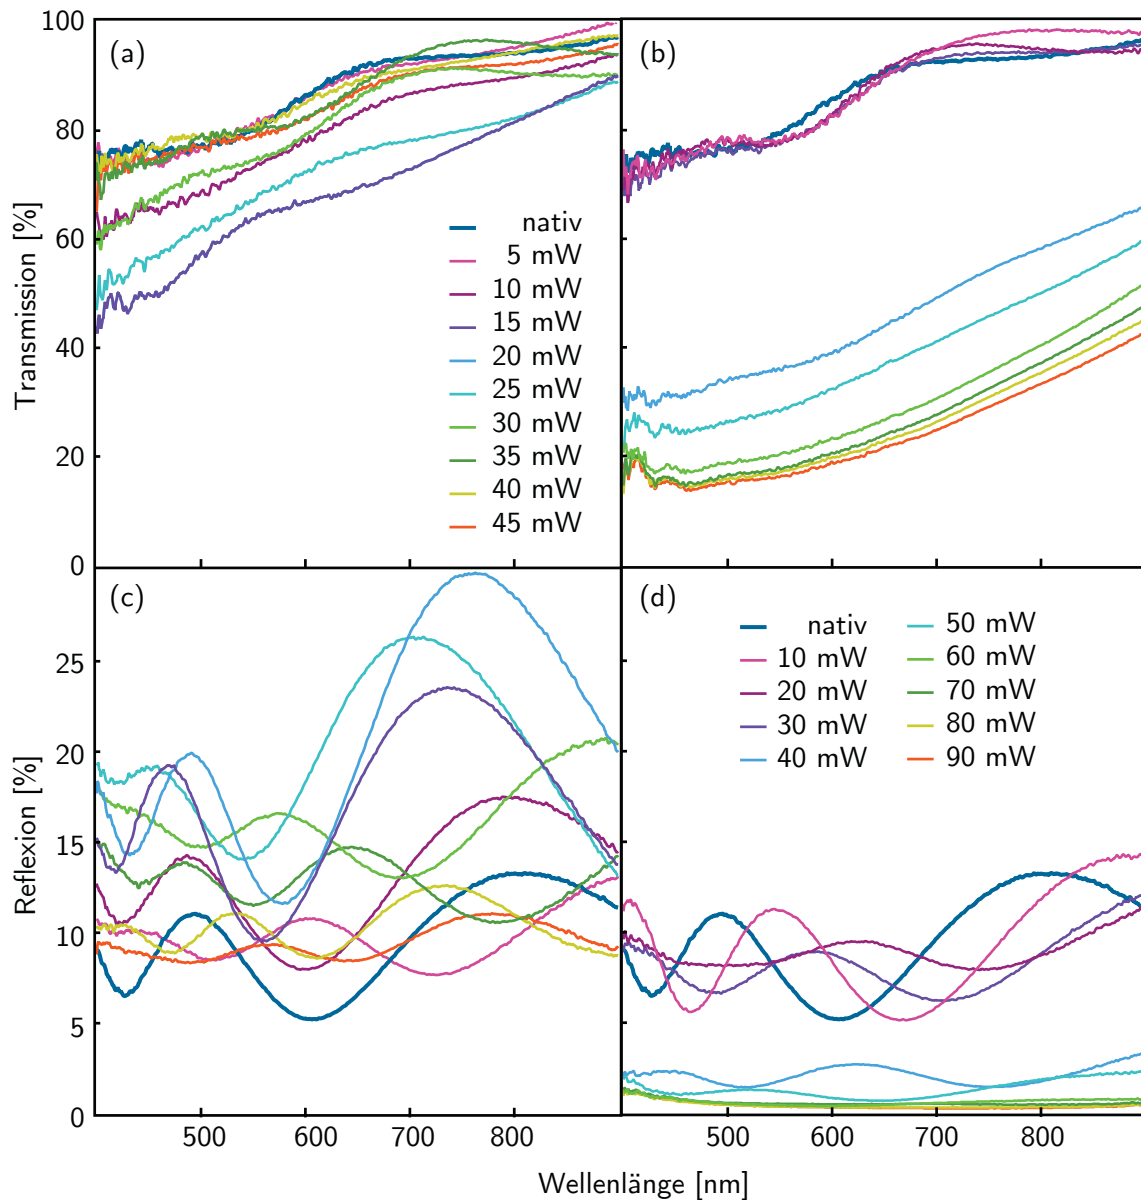 100
80
60
40
20
0
Transmission [%]
(a)
nativ
5 mW
10 mW
15 mW
20 mW
25 mW
30 mW
35 mW
40 mW
45 mW
(b)
25
20
15
10
5
0
Reflexion [%]
(c)
500 600 700 800
(d)
nativ
10 mW
20 mW
30 mW
40 mW
50 mW
60 mW
70 mW
80 mW
90 mW
500 600 700 800
Wellenlänge [nm]